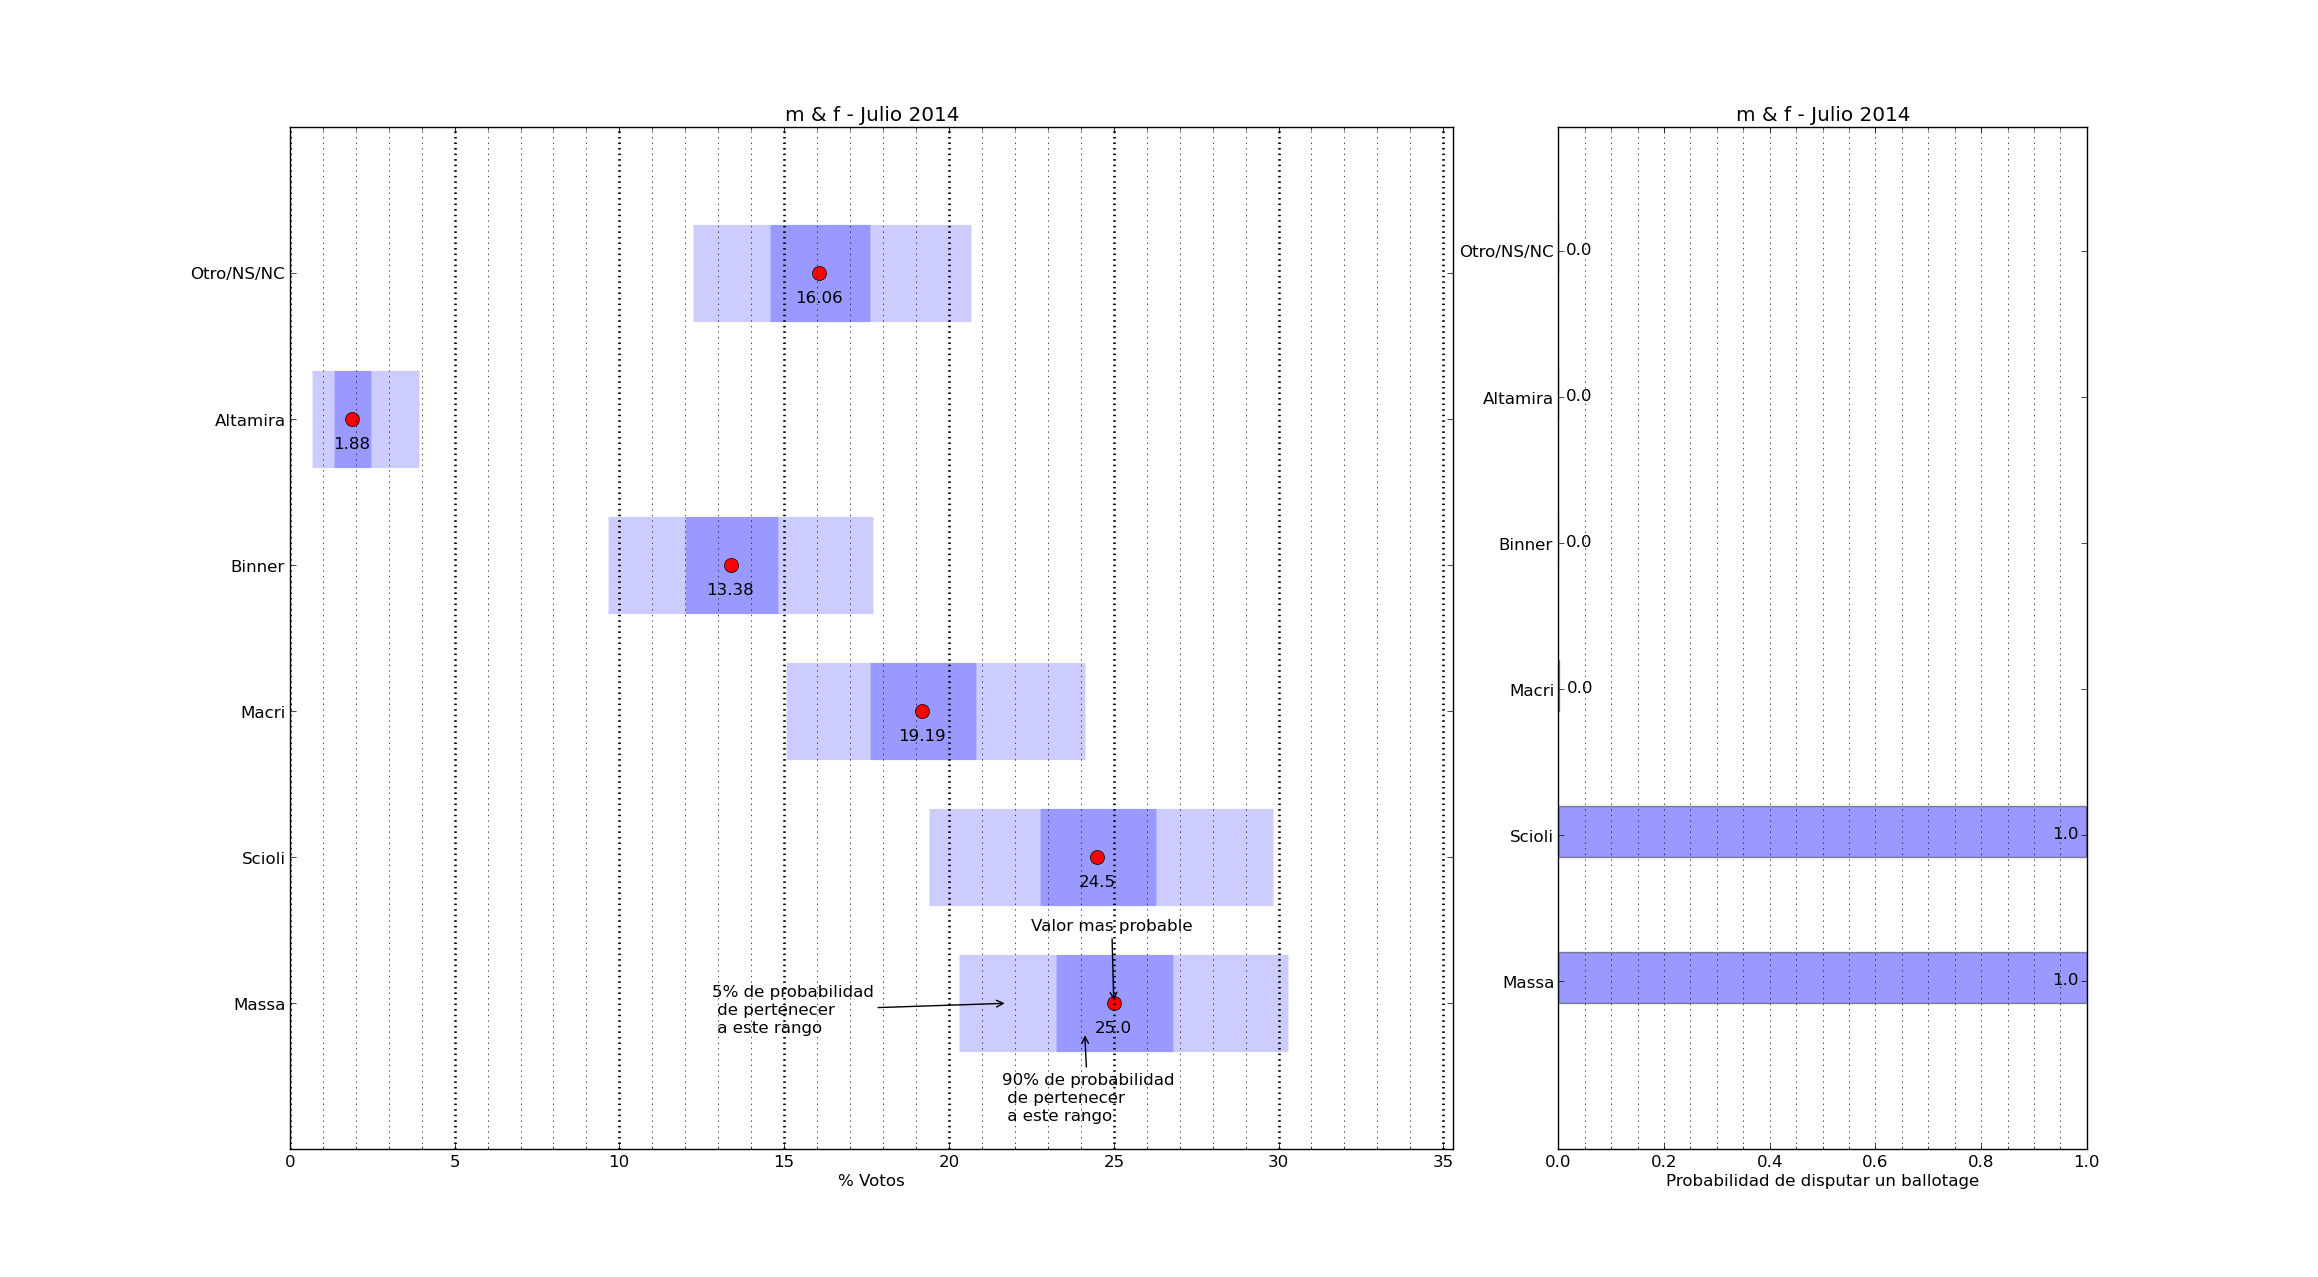 m & f - Julio 2014
Otro/NS/NC
16.06
Altamira
1.88
Binner
13.38
Macri
19.19
Scioli
24.5
Valor mas probable
Massa
25.0
5% de probabilidad
de pertenecer
a este rango
90% de probabilidad
de pertenecer
a este rango
0 5 10 15 20 25 30 35
% Votos
m & f - Julio 2014
Otro/NS/NC 0.0
Altamira 0.0
Binner 0.0
Macri 0.0
Scioli 1.0
Massa 1.0
0.0 0.2 0.4 0.6 0.8 1.0
Probabilidad de disputar un ballotage